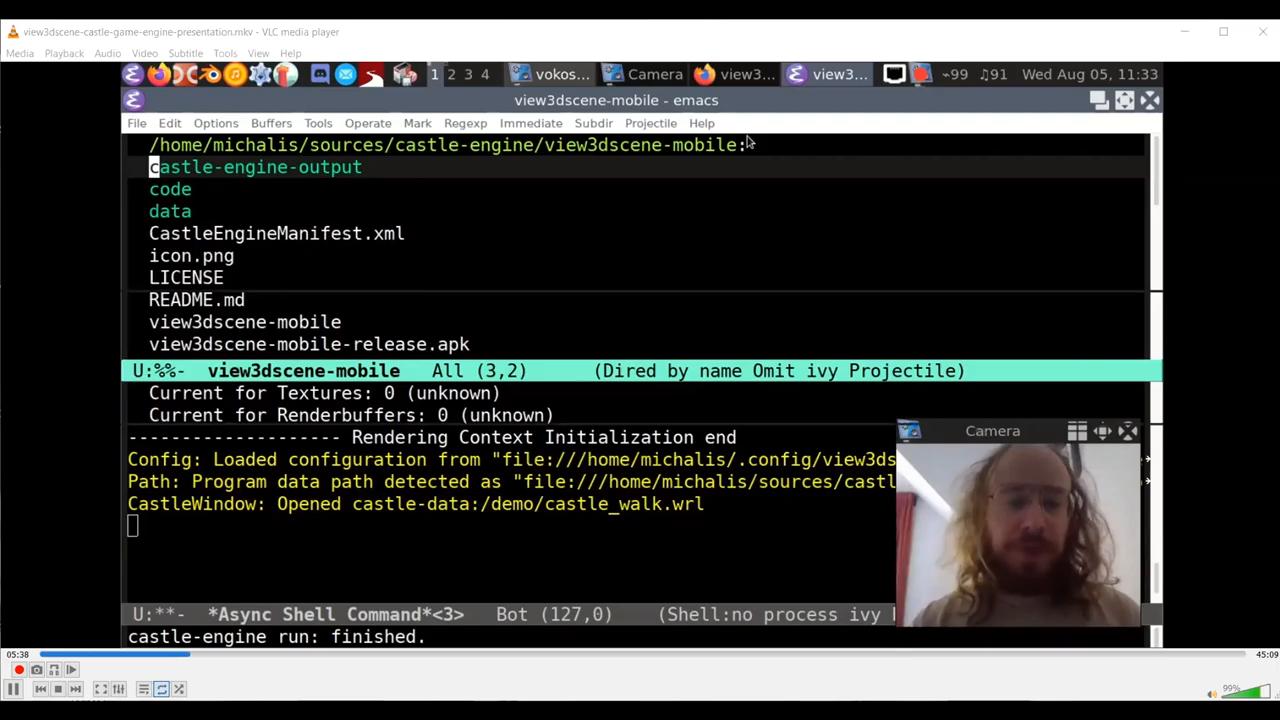 view3dscene-castle-game-engine-presentation.mkv - VLC media player
Media Playback Audio Video Subtitle Tools View Help
1 2 3 4 vokos... Camera view3... view3... ~99 ♫91 Wed Aug 05, 11:33
view3dscene-mobile - emacs
File Edit Options Buffers Tools Operate Mark Regexp Immediate Subdir Projectile Help
/home/michalis/sources/castle-engine/view3dscene-mobile:
castle-engine-output
code
data
CastleEngineManifest.xml
icon.png
LICENSE
README.md
view3dscene-mobile
view3dscene-mobile-release.apk
U:%%- view3dscene-mobile All (3,2) (Dired by name Omit ivy Projectile)
Current for Textures: 0 (unknown)
Current for Renderbuffers: 0 (unknown)
-------------------- Rendering Context Initialization end
Config: Loaded configuration from "file:///home/michalis/.config/view3ds
Path: Program data path detected as "file:///home/michalis/sources/castl
CastleWindow: Opened castle-data:/demo/castle_walk.wrl
Camera
U:**- *Async Shell Command*<3> Bot (127,0) (Shell:no process ivy
castle-engine run: finished.
05:38 45:09
99%